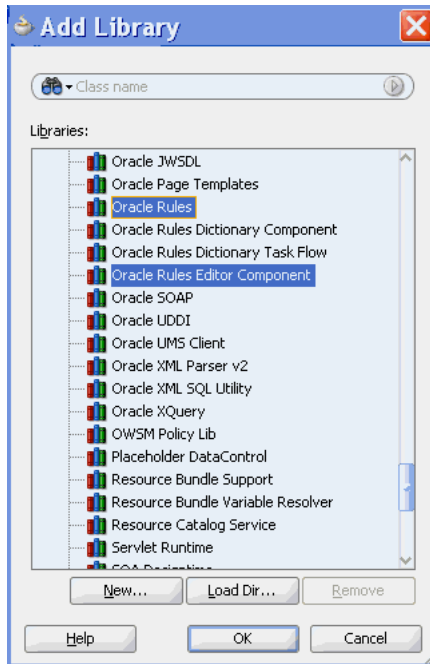 Add Library
Class name
Libraries:
Oracle JWSDL
Oracle Page Templates
Oracle Rules
Oracle Rules Dictionary Component
Oracle Rules Dictionary Task Flow
Oracle Rules Editor Component
Oracle SOAP
Oracle UDDI
Oracle UMS Client
Oracle XML Parser v2
Oracle XML SQL Utility
Oracle XQuery
OWSM Policy Lib
Placeholder DataControl
Resource Bundle Support
Resource Bundle Variable Resolver
Resource Catalog Service
Servlet Runtime
New... Load Dir... Remove
Help OK Cancel